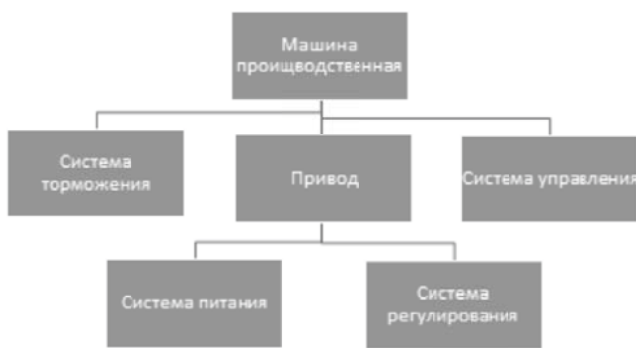 Машина
проищводственная
Система
торможения
Привод
Система управления
Система питания
Система
регулирования